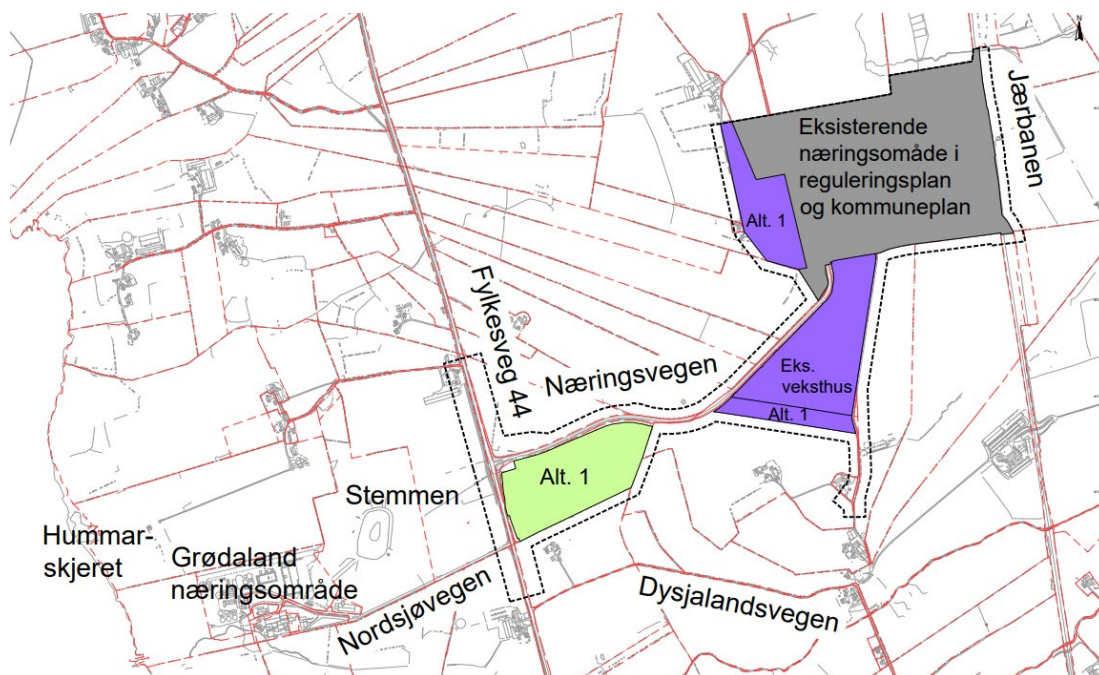 N
Jærbanen
Eksisterende
næringsomåde i
reguleringsplan
og kommuneplan
Alt. 1
Fylkesveg 44
Næringsvegen
Eks.
veksthus
Alt. 1
Alt. 1
Stemmen
Hummar-
skjeret
Grødaland
næringsområde
Nordsjøvegen
Dysjalandsvegen